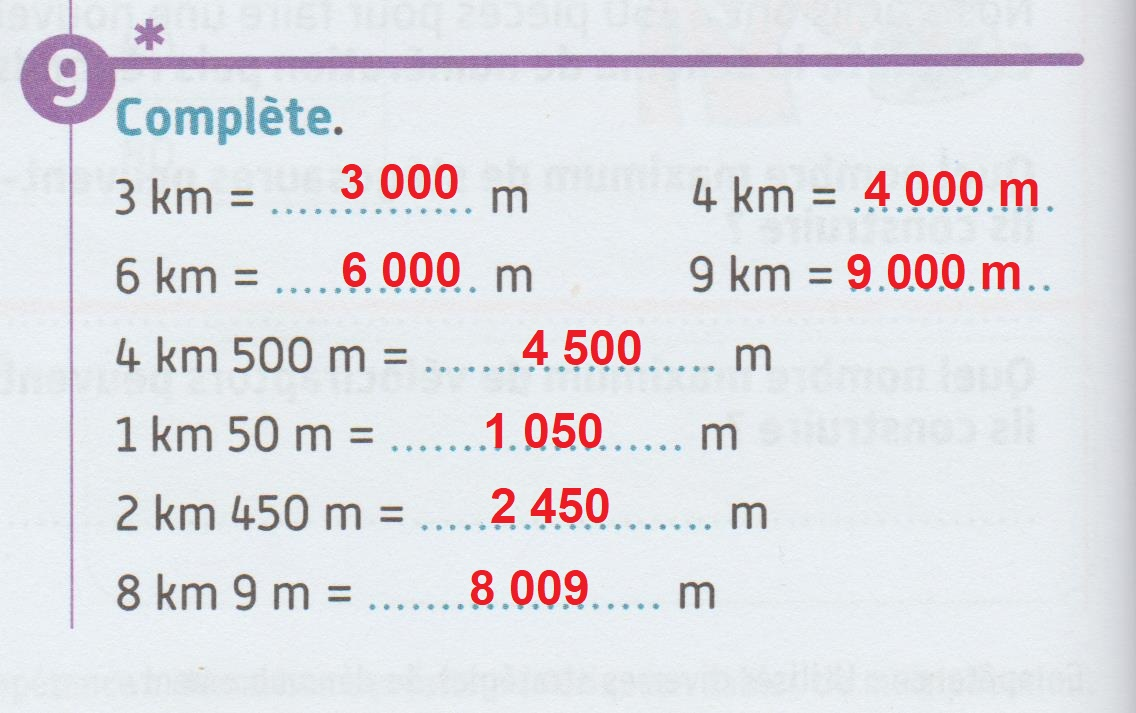 *
9
Complète.
3 km = 3 000 m 4 km = 4 000 m
6 km = 6 000 m 9 km = 9 000 m
4 km 500 m = 4 500 m
1 km 50 m = 1 050 m
2 km 450 m = 2 450 m
8 km 9 m = 8 009 m